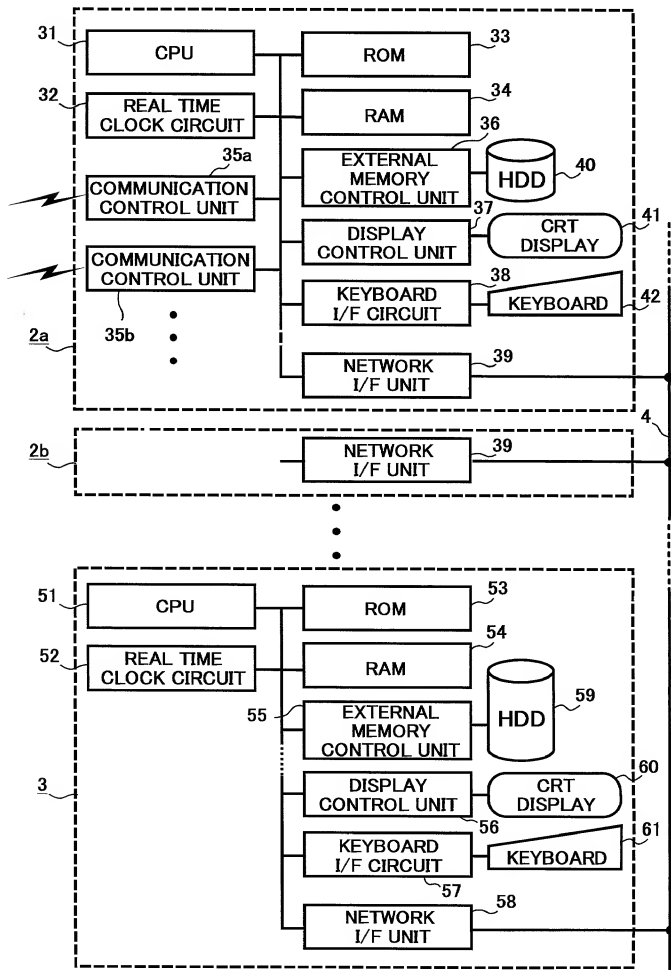 31
CPU
33
ROM
32
REAL TIME
CLOCK CIRCUIT
34
RAM
35a
COMMUNICATION
CONTROL UNIT
36
EXTERNAL
MEMORY
CONTROL UNIT
HDD
40
37
DISPLAY
CONTROL UNIT
CRT
DISPLAY
41
COMMUNICATION
CONTROL UNIT
35b
38
KEYBOARD
I/F CIRCUIT
KEYBOARD
42
2a
39
NETWORK
I/F UNIT
4
2b
39
NETWORK
I/F UNIT
51
CPU
53
ROM
52
REAL TIME
CLOCK CIRCUIT
54
RAM
55
EXTERNAL
MEMORY
CONTROL UNIT
HDD
59
3
DISPLAY
CONTROL UNIT
56
CRT
DISPLAY
60
KEYBOARD
I/F CIRCUIT
57
KEYBOARD
61
58
NETWORK
I/F UNIT